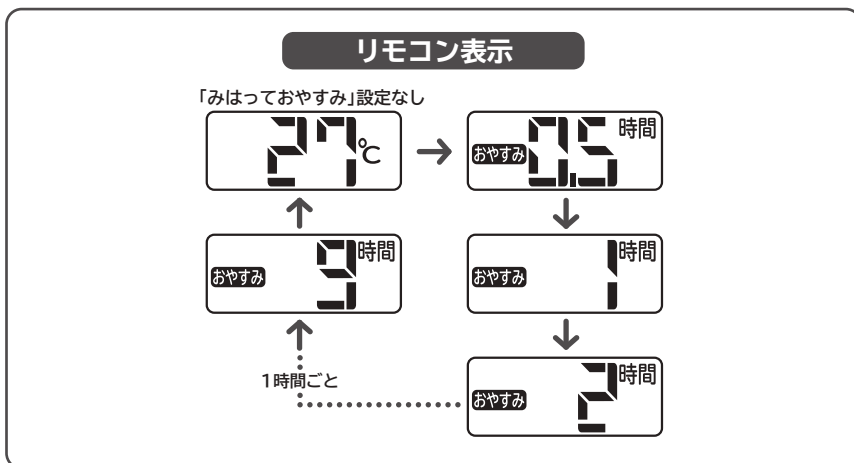 リモコン表示
「みはっておやすみ」設定なし
27℃
おやすみ 0.5 時間
おやすみ 9 時間
おやすみ 1 時間
1時間ごと
おやすみ 2 時間